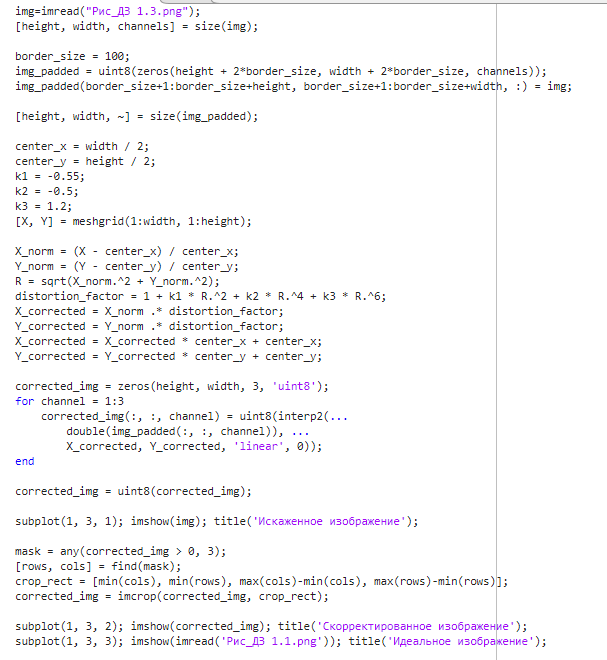 img=imread("Рис_ДЗ 1.3.png");
[height, width, channels] = size(img);
border_size = 100;
img_padded = uint8(zeros(height + 2*border_size, width + 2*border_size, channels));
img_padded(border_size+1:border_size+height, border_size+1:border_size+width, :) = img;
[height, width, ~] = size(img_padded);
center_x = width / 2;
center_y = height / 2;
k1 = -0.55;
k2 = -0.5;
k3 = 1.2;
[X, Y] = meshgrid(1:width, 1:height);
X_norm = (X - center_x) / center_x;
Y_norm = (Y - center_y) / center_y;
R = sqrt(X_norm.^2 + Y_norm.^2);
distortion_factor = 1 + k1 * R.^2 + k2 * R.^4 + k3 * R.^6;
X_corrected = X_norm .* distortion_factor;
Y_corrected = Y_norm .* distortion_factor;
X_corrected = X_corrected * center_x + center_x;
Y_corrected = Y_corrected * center_y + center_y;
corrected_img = zeros(height, width, 3, 'uint8');
for channel = 1:3
    corrected_img(:, :, channel) = uint8(interp2(...
        double(img_padded(:, :, channel)), ...
        X_corrected, Y_corrected, 'linear', 0));
end
corrected_img = uint8(corrected_img);
subplot(1, 3, 1); imshow(img); title('Искаженное изображение');
mask = any(corrected_img > 0, 3);
[rows, cols] = find(mask);
crop_rect = [min(cols), min(rows), max(cols)-min(cols), max(rows)-min(rows)];
corrected_img = imcrop(corrected_img, crop_rect);
subplot(1, 3, 2); imshow(corrected_img); title('Скорректированное изображение');
subplot(1, 3, 3); imshow(imread('Рис_ДЗ 1.1.png')); title('Идеальное изображение');